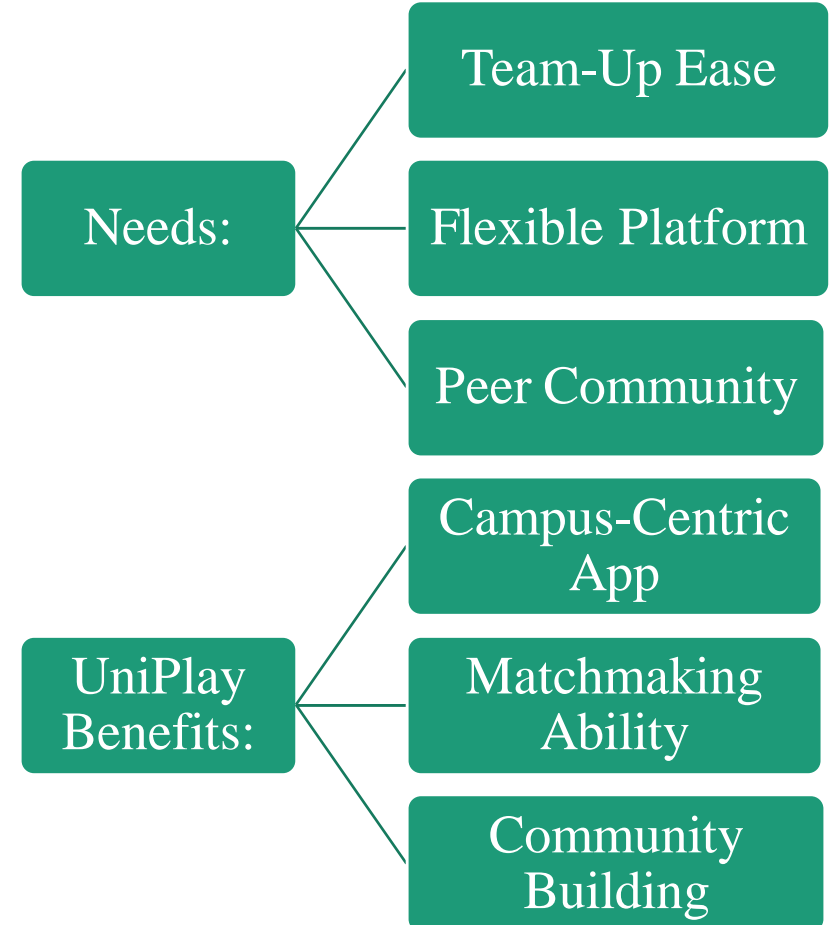 Needs:
Team-Up Ease
Flexible Platform
Peer Community
UniPlay
Benefits:
Campus-Centric
App
Matchmaking
Ability
Community
Building